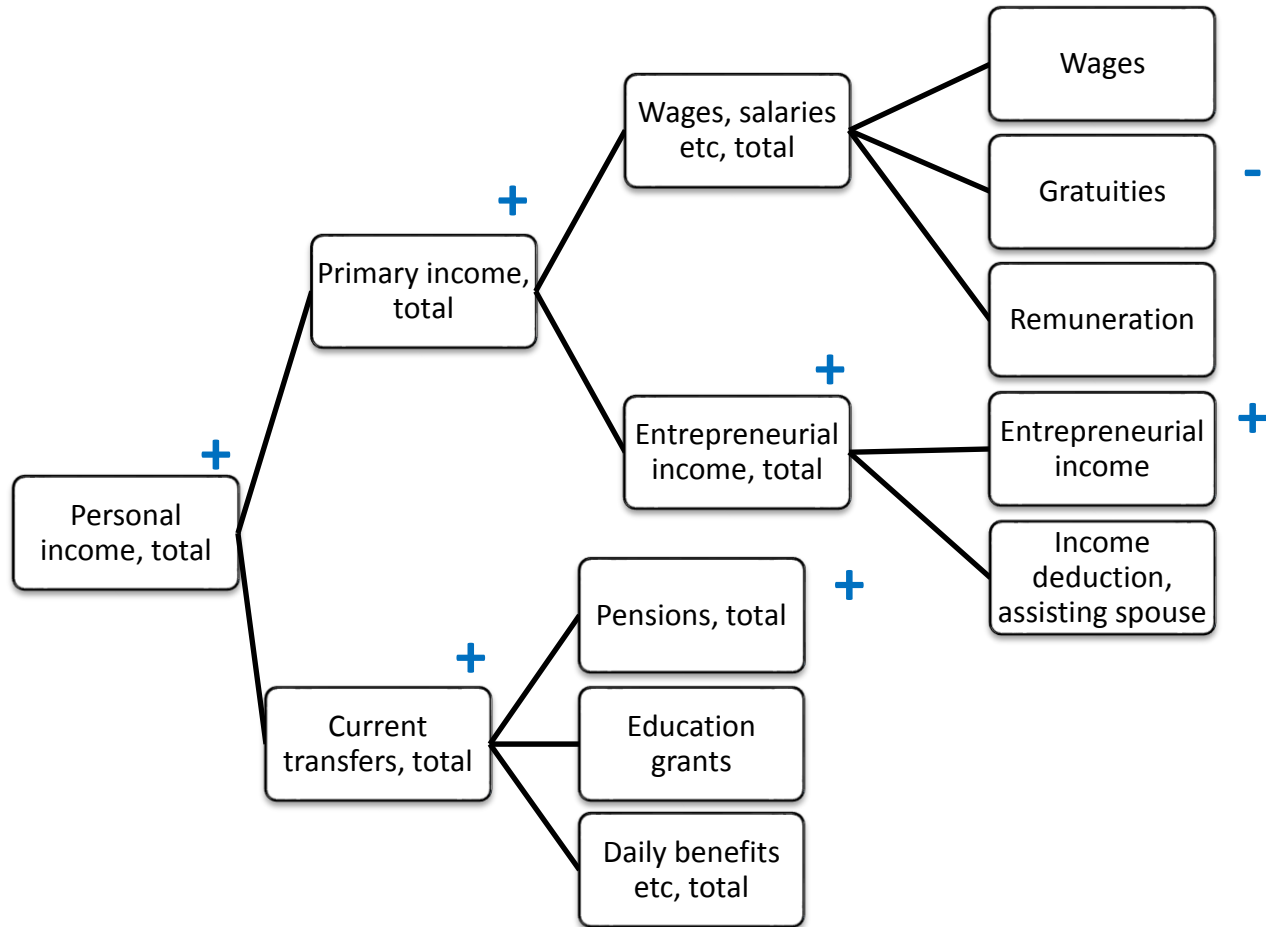 Wages
Wages, salaries
etc, total
+
Gratuities
-
Primary income,
total
Remuneration
+
Entrepreneurial
income, total
+
Entrepreneurial
income
+
Personal
income, total
Income
deduction,
assisting spouse
+
Pensions, total
+
Current
transfers, total
Education
grants
Daily benefits
etc, total